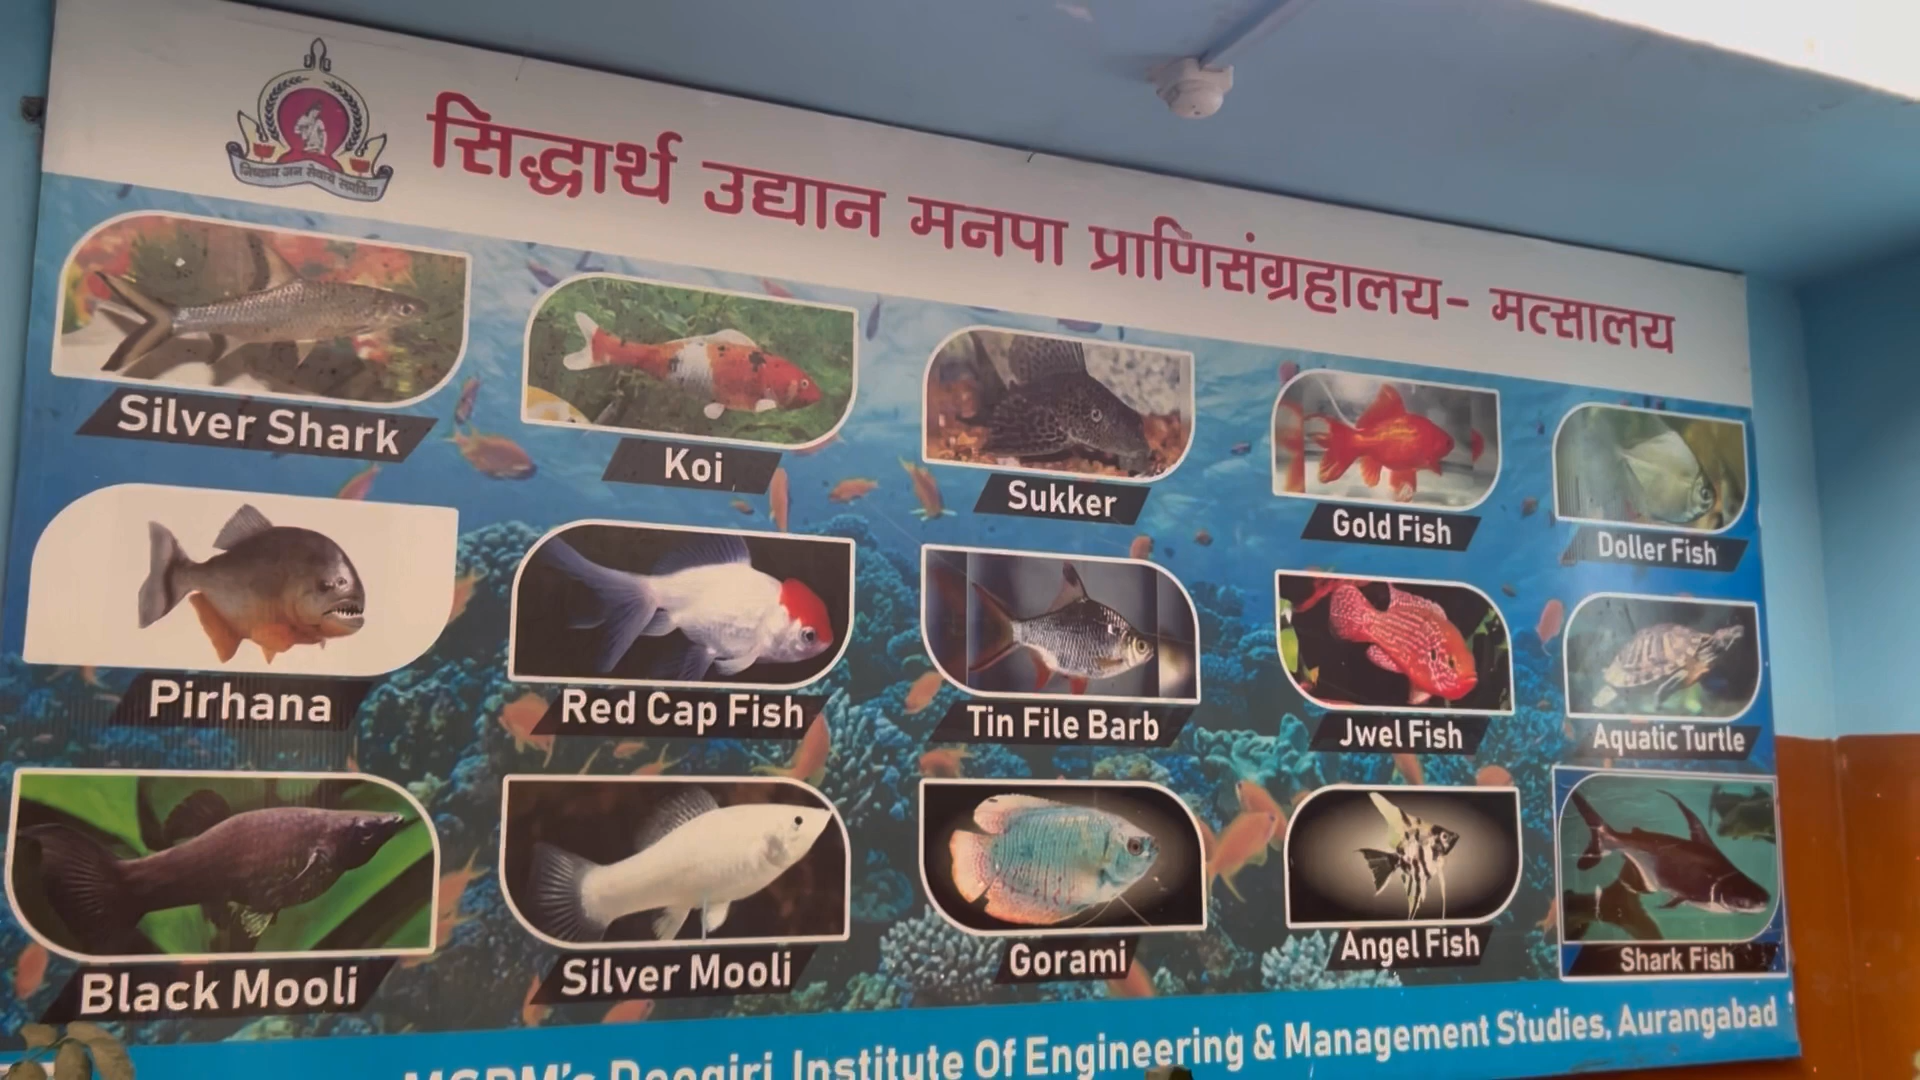 सिद्धार्थ उद्यान मनपा प्राणिसंग्रहालय- मत्सालय
निष्काम जन सेवाय समर्पिता
Silver Shark
Koi
Sukker
Gold Fish
Doller Fish
Pirhana
Red Cap Fish
Tin File Barb
Jwel Fish
Aquatic Turtle
Black Mooli
Silver Mooli
Gorami
Angel Fish
Shark Fish
Deogiri Institute Of Engineering & Management Studies, Aurangabad